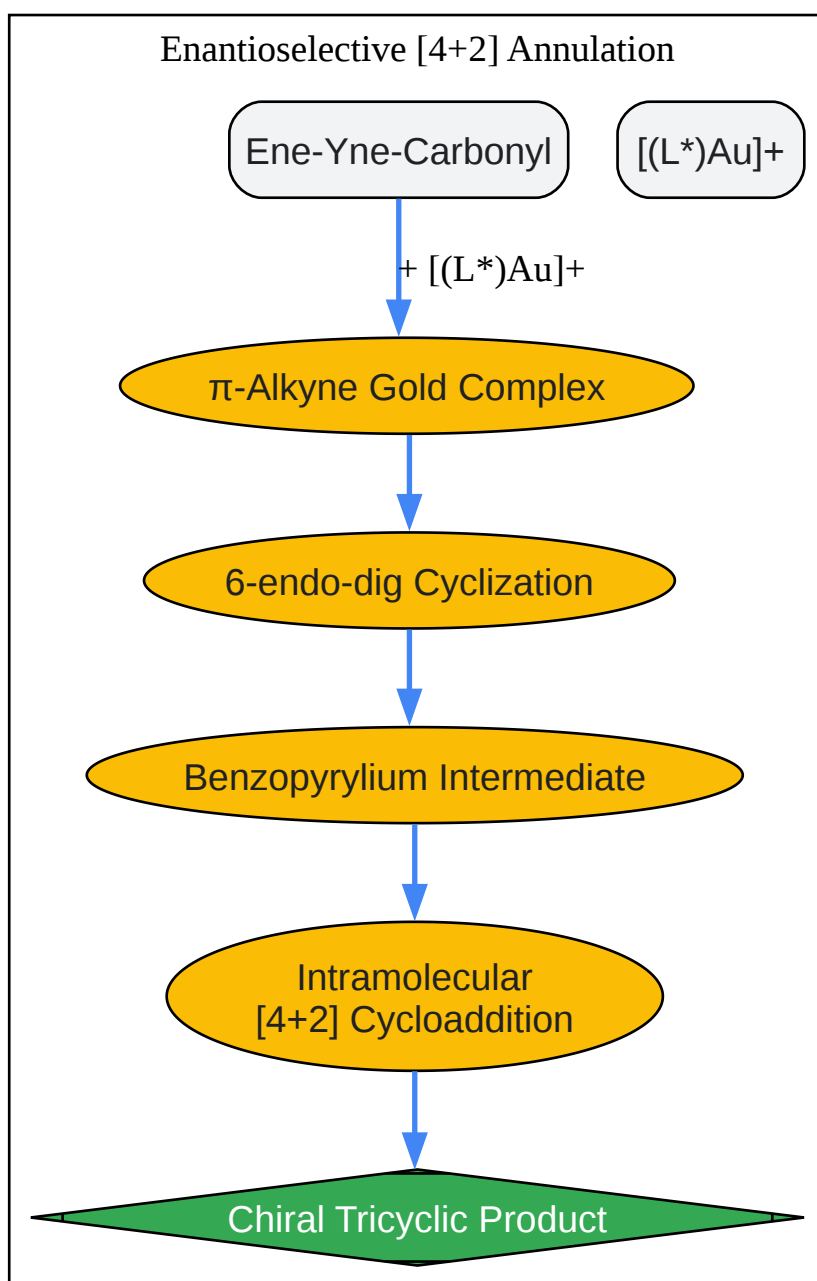 Enantioselective [4+2] Annulation
Ene-Yne-Carbonyl
[(L*)Au]+
+ [(L*)Au]+
π-Alkyne Gold Complex
6-endo-dig Cyclization
Benzopyrylium Intermediate
Intramolecular
[4+2] Cycloaddition
Chiral Tricyclic Product